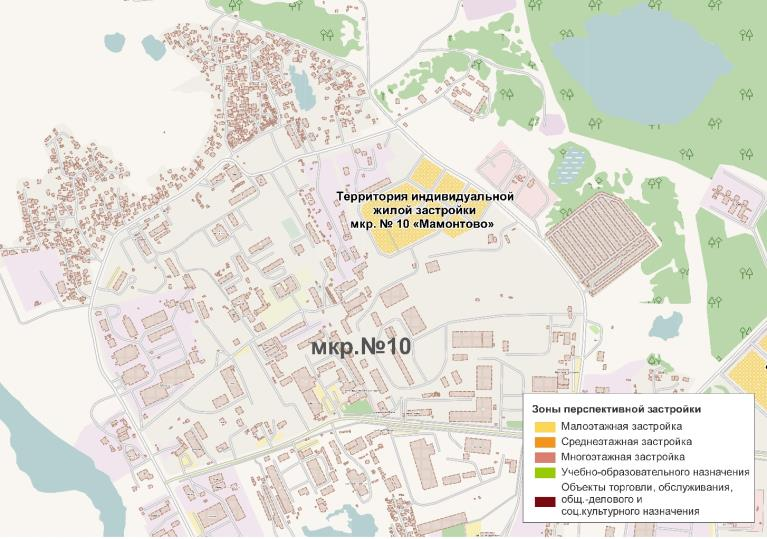 Территория индивидуальной
жилой застройки
мкр. № 10 «Мамонтово»
мкр.№10
Зоны перспективной застройки
Малоэтажная застройка
Среднеэтажная застройка
Многоэтажная застройка
Учебно-образовательного назначения
Объекты торговли, обслуживания,
общ.-делового и
соц.культурного назначения